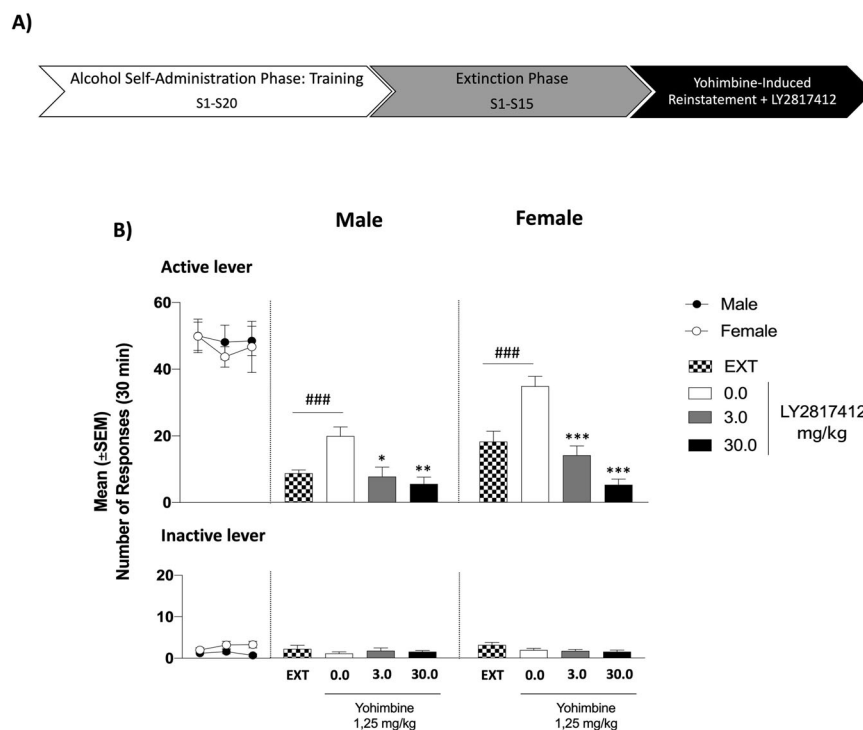 A)
Alcohol Self-Administration Phase: Training
S1-S20
Extinction Phase
S1-S15
Yohimbine-Induced
Reinstatement + LY2817412
B)
Male
Female
Active lever
Mean (±SEM)
Number of Responses (30 min)
60
40
20
0
###
*
**
###
***
***
Male
Female
EXT
0.0
3.0
30.0
LY2817412
mg/kg
Inactive lever
20
10
0
EXT
0.0
3.0
30.0
EXT
0.0
3.0
30.0
Yohimbine
1,25 mg/kg
Yohimbine
1,25 mg/kg